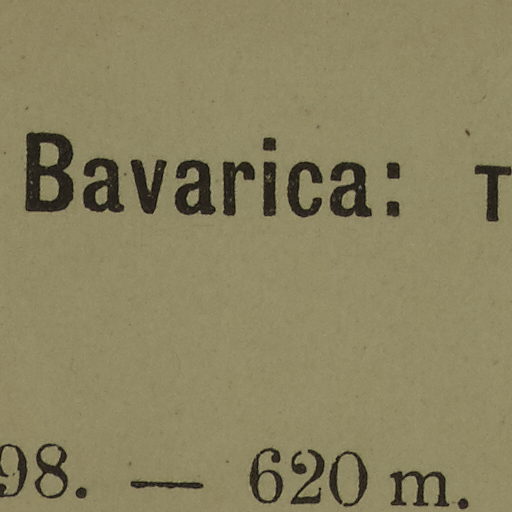 Bavarica: T
98. — 620 m.